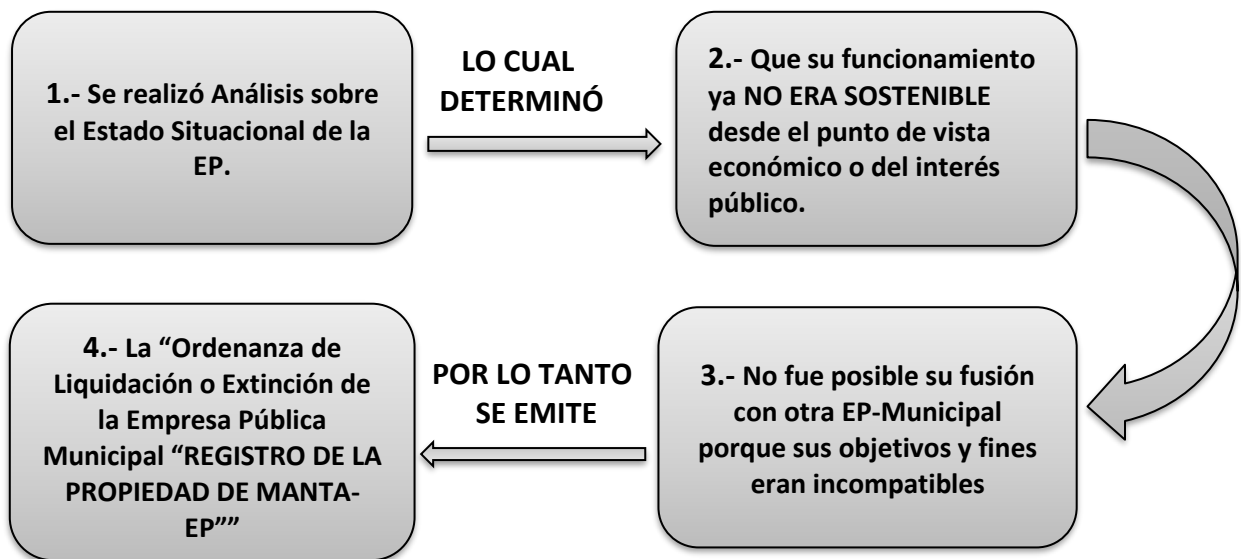 1.- Se realizó Análisis sobre
el Estado Situacional de la
EP.
LO CUAL
DETERMINÓ
2.- Que su funcionamiento
ya NO ERA SOSTENIBLE
desde el punto de vista
económico o del interés
público.
3.- No fue posible su fusión
con otra EP-Municipal
porque sus objetivos y fines
eran incompatibles
POR LO TANTO
SE EMITE
4.- La “Ordenanza de
Liquidación o Extinción de
la Empresa Pública
Municipal “REGISTRO DE LA
PROPIEDAD DE MANTA-
EP””